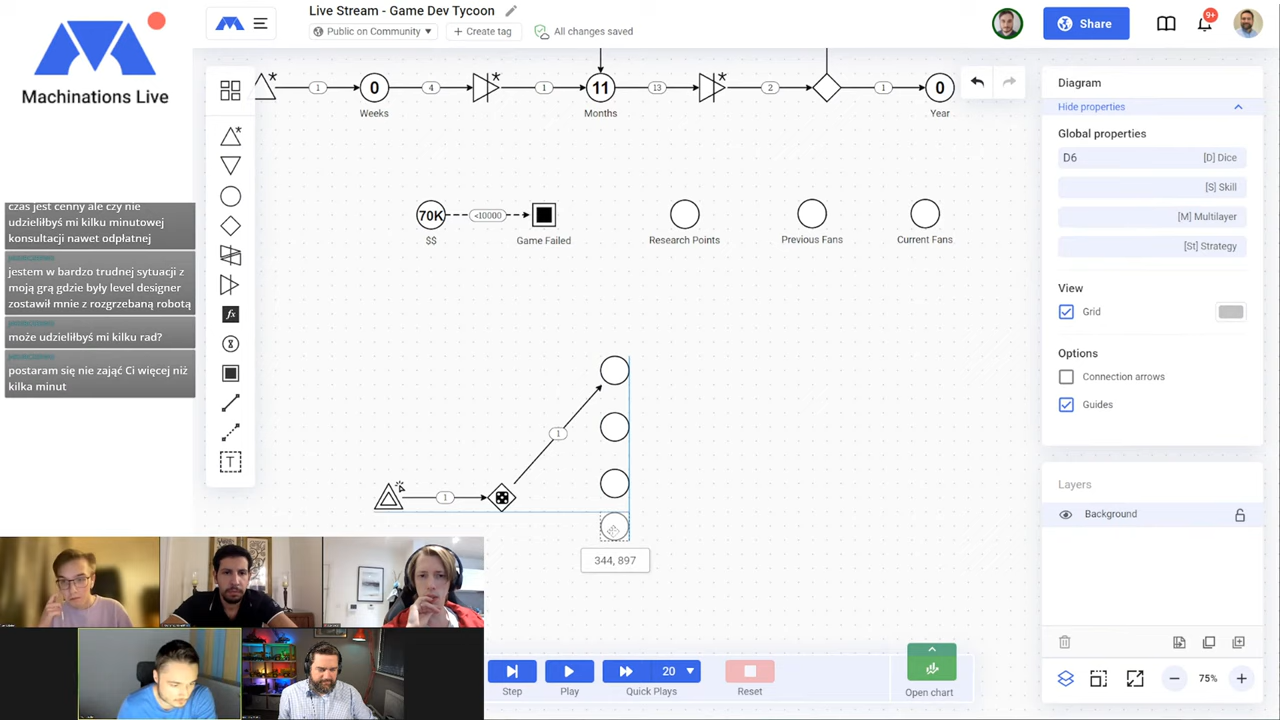 Machinations Live
czas jest cenny ale czy nie
udzieliłbyś mi kilku minutowej
konsultacji nawet odpłatnej
jestem w bardzo trudnej sytuacji z
moją grą gdzie były level designer
zostawił mnie z rozgrzebaną robotą
może udzieliłbyś mi kilku rad?
postaram się nie zająć Ci więcej niż
kilka minut
Live Stream - Game Dev Tycoon
Public on Community
+ Create tag
All changes saved
Share
9+
1 0 4 1 11 13 2 1 0
Weeks Months Year
70K <10000
$$ Game Failed Research Points Previous Fans Current Fans
1
1
344, 897
Step Play 20 Quick Plays Reset Open chart
Diagram
Hide properties
Global properties
D6 [D] Dice
[S] Skill
[M] Multilayer
[St] Strategy
View
Grid
Options
Connection arrows
Guides
Layers
Background
75%
fx
T